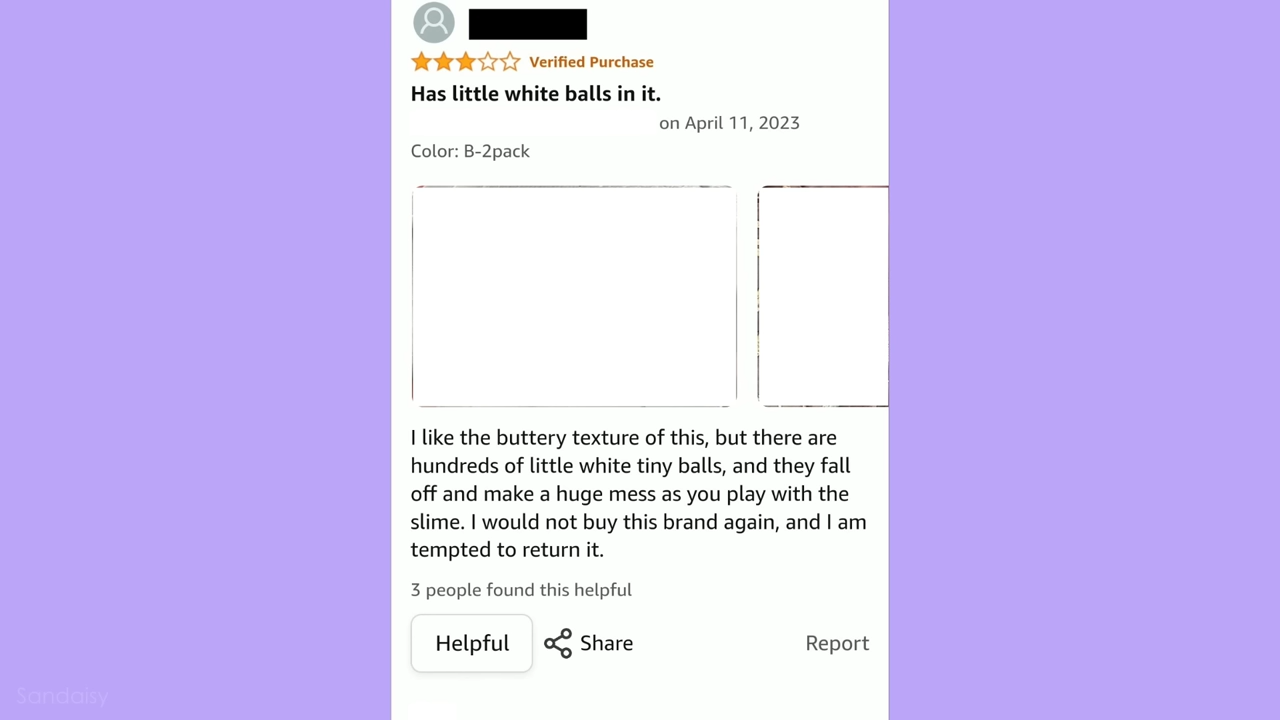 Verified Purchase
Has little white balls in it.
on April 11, 2023
Color: B-2pack
I like the buttery texture of this, but there are
hundreds of little white tiny balls, and they fall
off and make a huge mess as you play with the
slime. I would not buy this brand again, and I am
tempted to return it.
3 people found this helpful
Helpful
Share
Report
Sandaisy